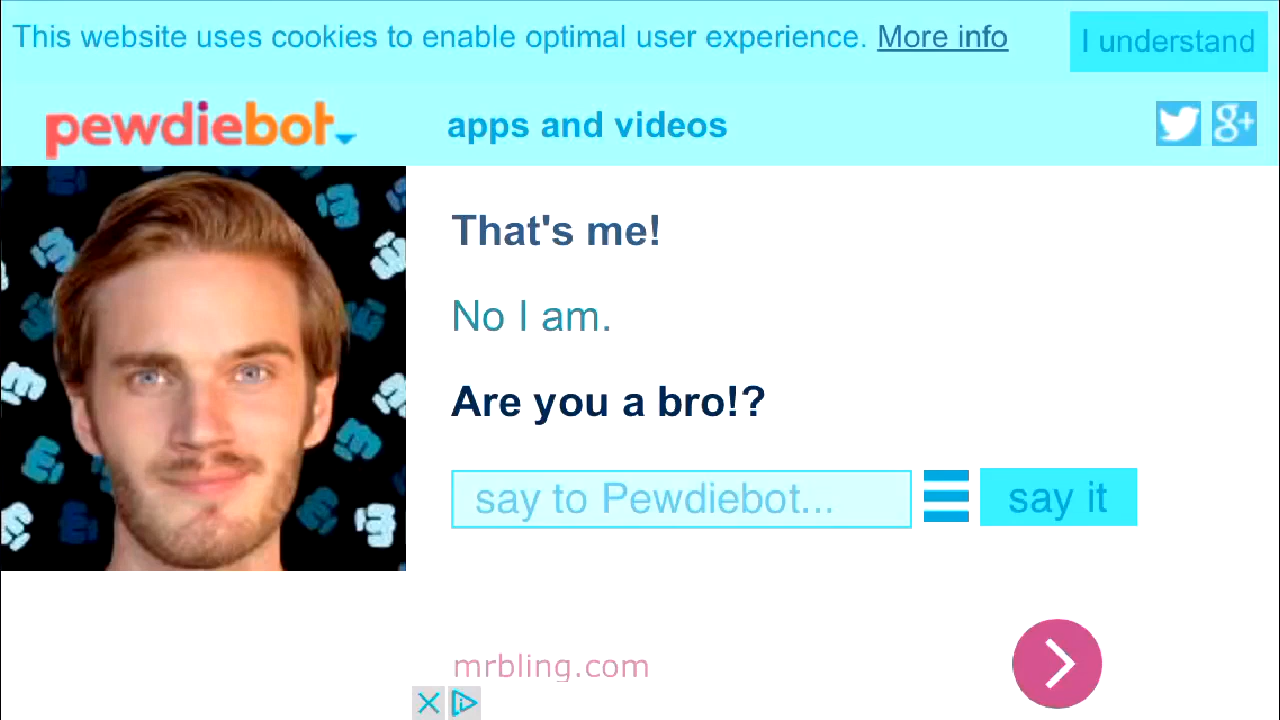 This website uses cookies to enable optimal user experience. More info
I understand
pewdiebot
apps and videos
g+
That's me!
No I am.
Are you a bro!?
say to Pewdiebot...
say it
mrbling.com